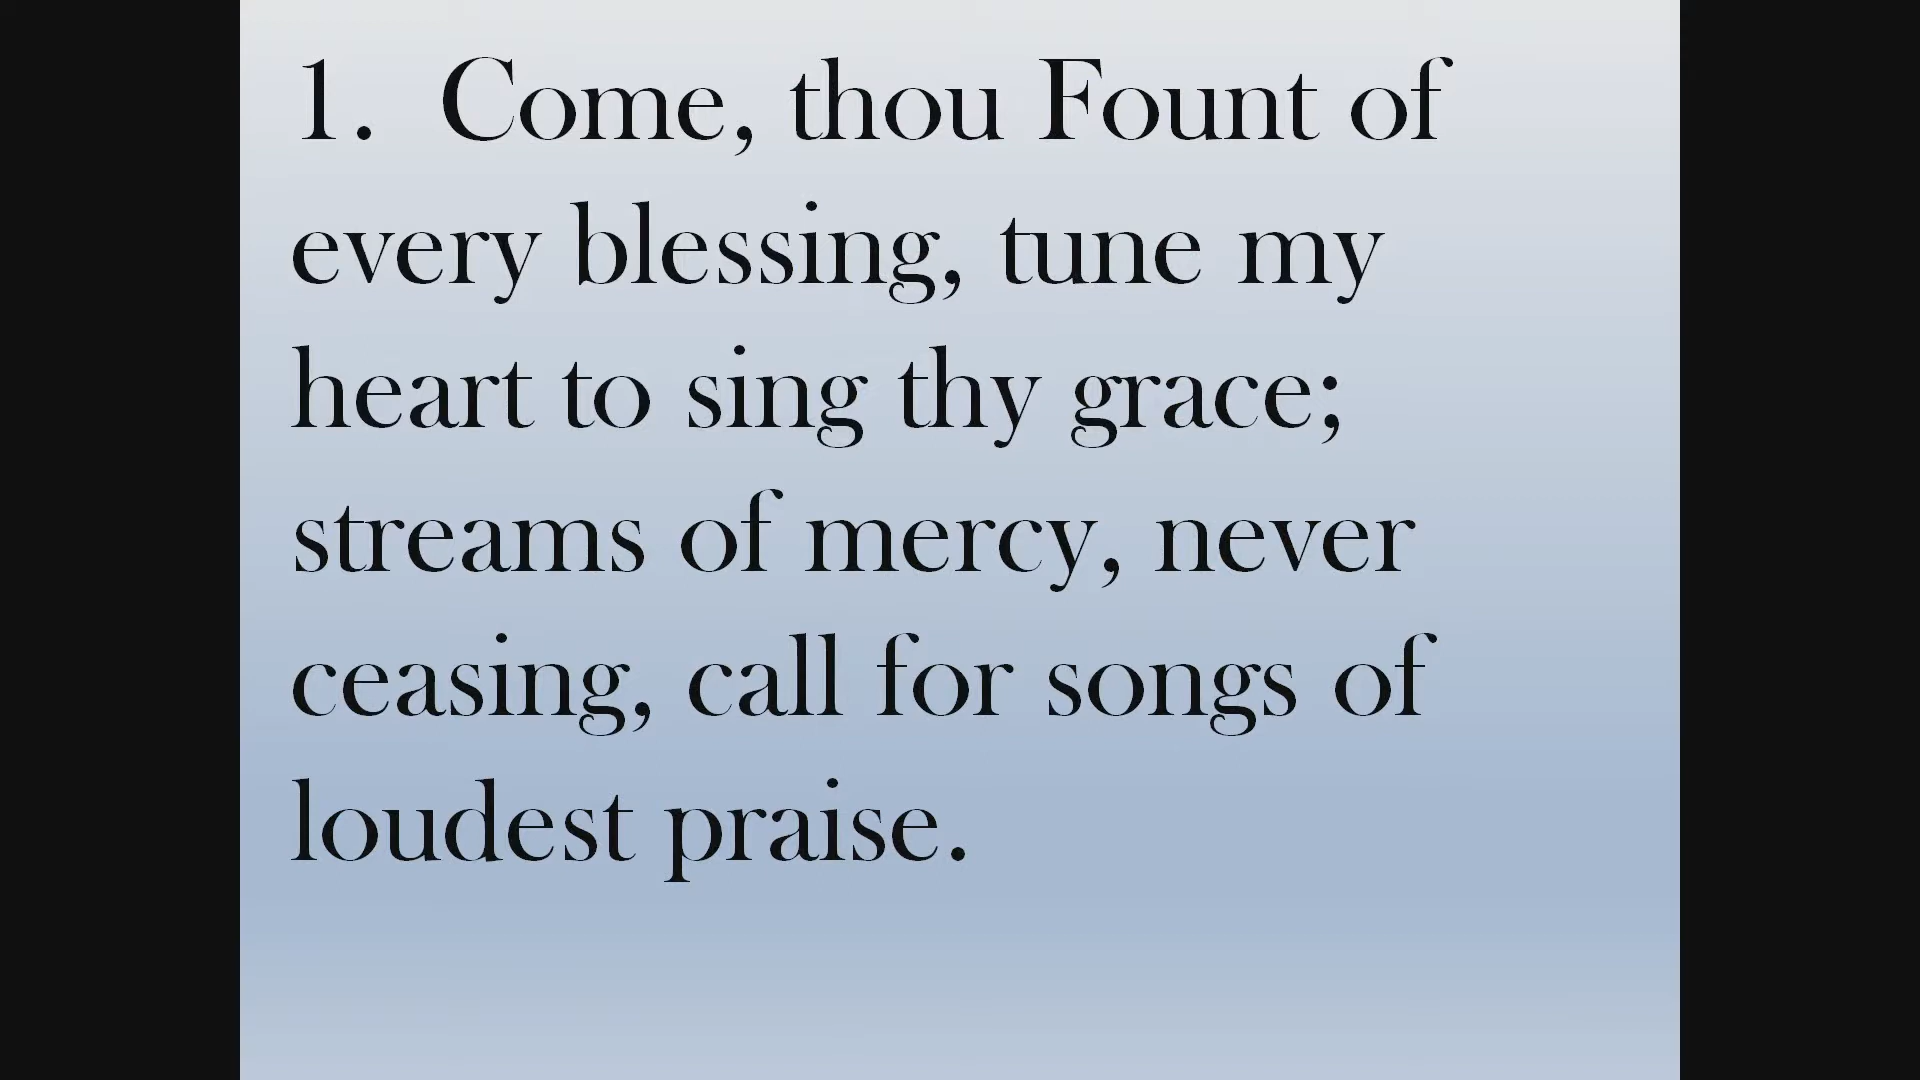 1. Come, thou Fount of
every blessing, tune my
heart to sing thy grace;
streams of mercy, never
ceasing, call for songs of
loudest praise.